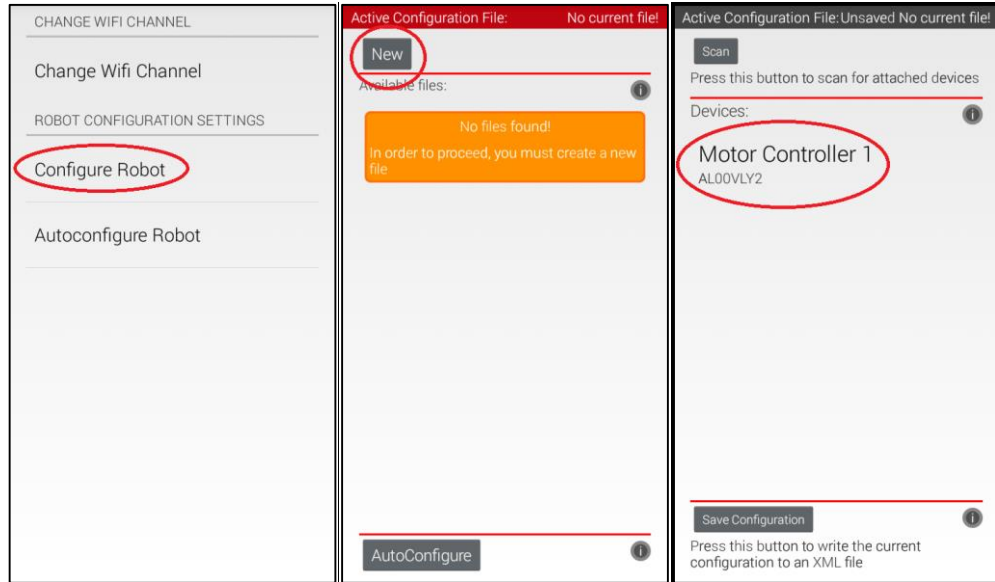 CHANGE WIFI CHANNEL
Change Wifi Channel
ROBOT CONFIGURATION SETTINGS
Configure Robot
Autoconfigure Robot
Active Configuration File: No current file!
New
Available files:
No files found!
In order to proceed, you must create a new
file
AutoConfigure
Active Configuration File: Unsaved No current file!
Scan
Press this button to scan for attached devices
Devices:
Motor Controller 1
AL00VLY2
Save Configuration
Press this button to write the current
configuration to an XML file